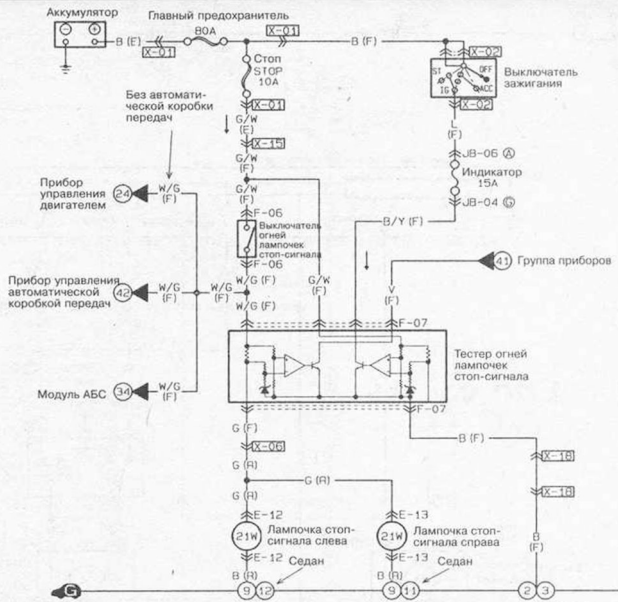 Аккумулятор
Главный предохранитель
80A
B (E)
X-01
X-01
B (F)
Стоп
STOP
10A
X-02
ST
OFF
IG
ACC
Выключатель
зажигания
X-02
Без автомати-
ческой коробки
передач
X-01
G/W
(E)
X-15
G/W
(F)
L
(F)
JB-06 (A)
Индикатор
15A
JB-04 (G)
Прибор
управления
двигателем
24
W/G
(F)
G/W
(F)
F-06
Выключатель
огней
лампочек
стоп-сигнала
F-06
B/Y (F)
41
Группа приборов
Прибор управления
автоматической
коробкой передач
42
W/G
(F)
W/G
(F)
W/G (F)
W/G (F)
G/W
(F)
V
(F)
F-07
Тестер огней
лампочек
стоп-сигнала
Модуль АБС
34
W/G
(F)
F-07
G (F)
B (F)
X-06
G (R)
X-18
G (R)
G (R)
X-18
E-12
E-13
21W
Лампочка стоп-
сигнала слева
21W
Лампочка стоп-
сигнала справа
B
(F)
E-12
E-13
Седан
Седан
B (R)
B (R)
G
9
12
9
11
2
3